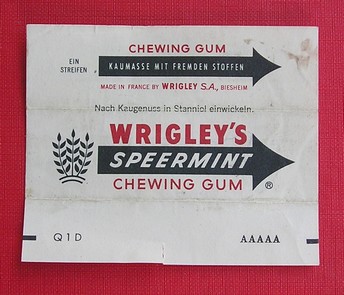 CHEWING GUM
EIN
STREIFEN
KAUMASSE MIT FREMDEN STOFFEN
MADE IN FRANCE BY WRIGLEY S.A., BIESHEIM
Nach Kaugenuss in Stanniol einwickeln.
WRIGLEY'S
SPEERMINT
CHEWING GUM ®
Q1D
AAAAA